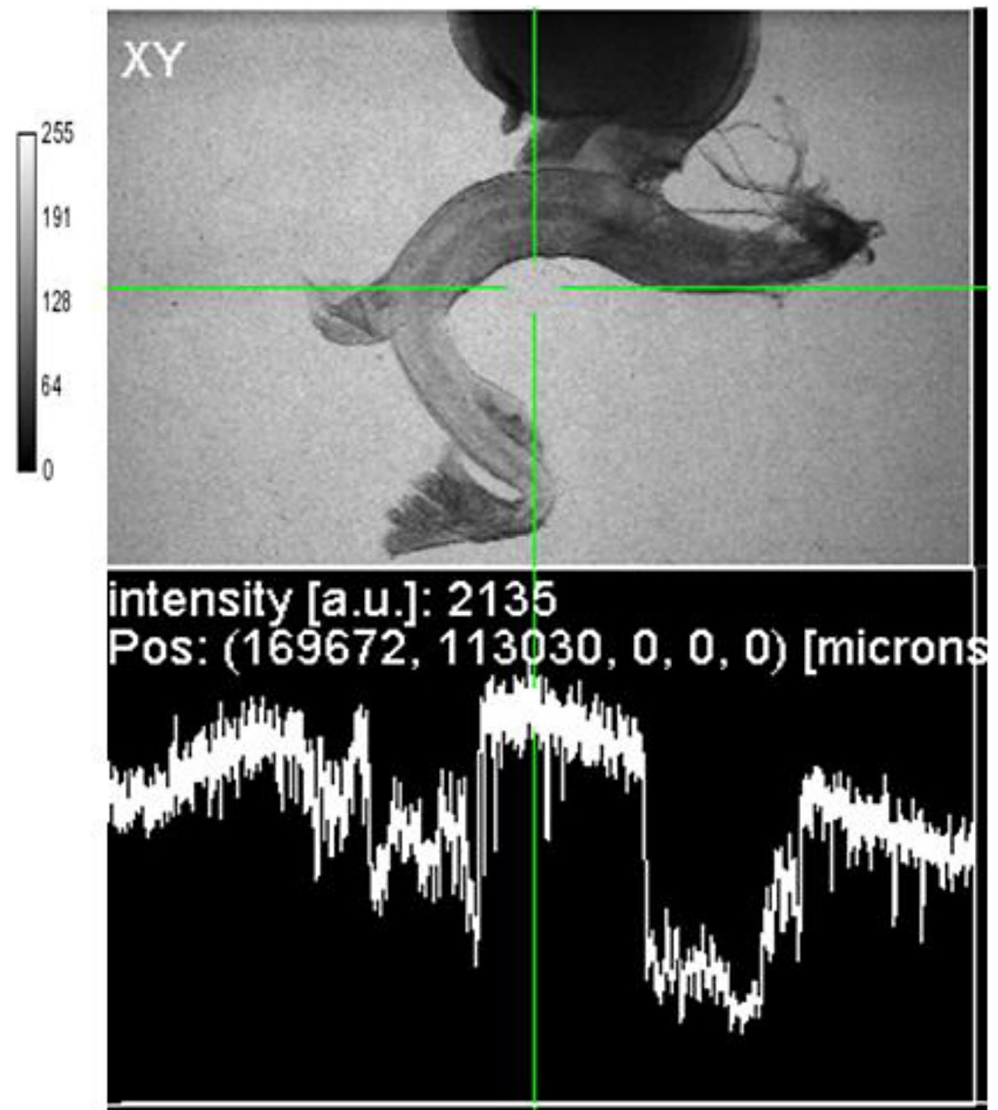 XY
255
191
128
64
0
intensity [a.u.]: 2135
Pos: (169672, 113030, 0, 0, 0) [microns